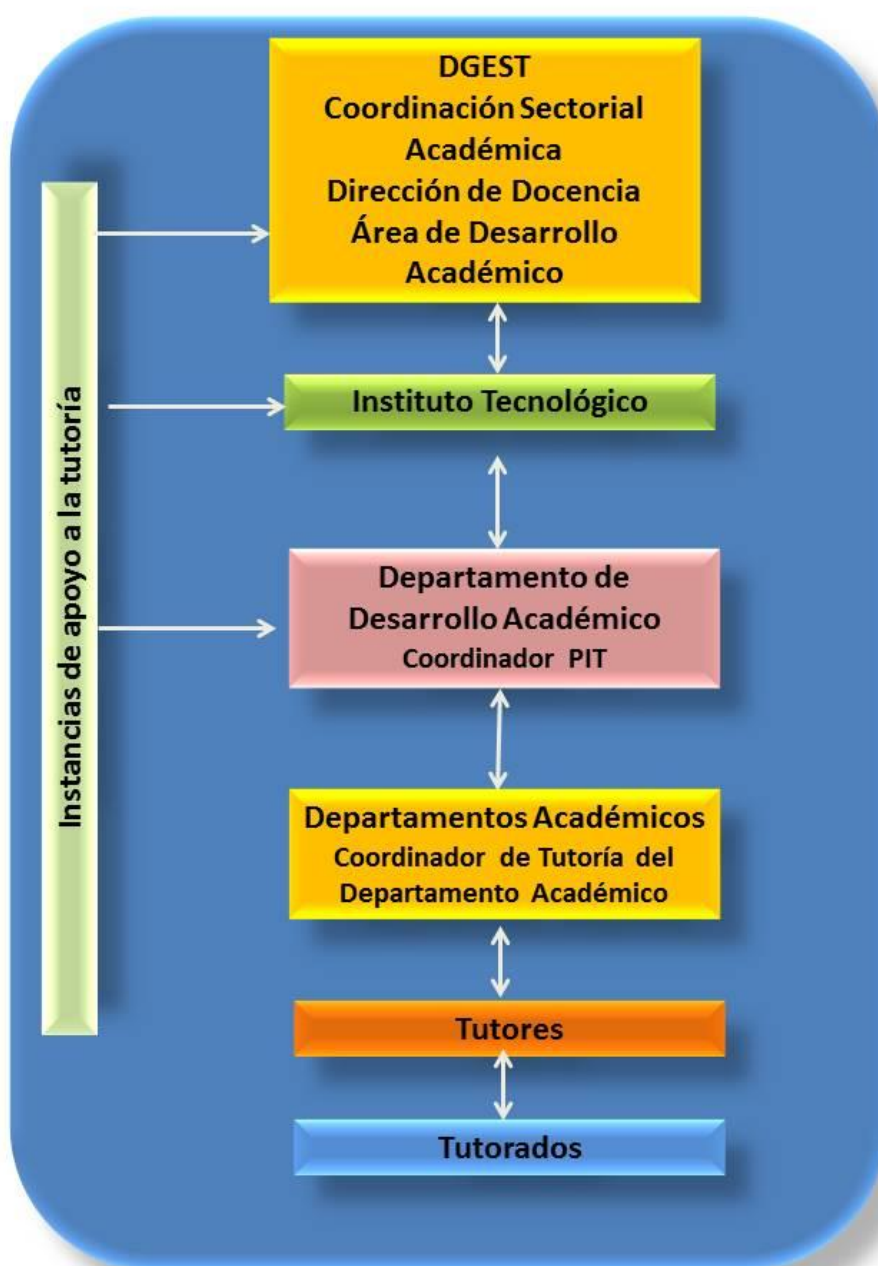 DGEST
Coordinación Sectorial
Académica
Dirección de Docencia
Área de Desarrollo
Académico
Instancias de apoyo a la tutoría
Instituto Tecnológico
Departamento de
Desarrollo Académico
Coordinador PIT
Departamentos Académicos
Coordinador de Tutoría del
Departamento Académico
Tutores
Tutorados